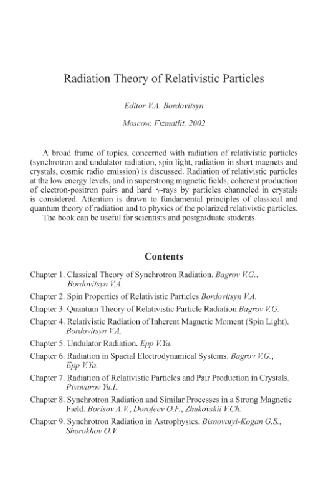 Radiation Theory of Relativistic Particles
Editor V.A. Bordovitsyn
Moscow: Fizmatlit, 2002
A broad frame of topics, concerned with radiation of relativistic particles
(synchrotron and undulator radiation, spin light, radiation in short magnets and
crystals, cosmic radio emission) is discussed. Radiation of relativistic particles
at the low energy levels, and in superstrong magnetic fields, coherent production
of electron-positron pairs and hard γ-rays by particles channeled in crystals
is considered. Attention is drawn to fundamental principles of classical and
quantum theory of radiation and to physics of the polarized relativistic particles.
The book can be useful for scientists and postgraduate students.
Contents
Chapter 1. Classical Theory of Synchrotron Radiation. Bagrov V.G.,
Bordovitsyn V.A.
Chapter 2. Spin Properties of Relativistic Particles Bordovitsyn V.A.
Chapter 3. Quantum Theory of Relativistic Particle Radiation Bagrov V.G.
Chapter 4. Relativistic Radiation of Inherent Magnetic Moment (Spin Light).
Bordovitsyn V.A.
Chapter 5. Undulator Radiation. Epp V.Ya.
Chapter 6. Radiation in Special Electrodynamical Systems. Bagrov V.G.,
Epp V.Ya.
Chapter 7. Radiation of Relativistic Particles and Pair Production in Crystals.
Pivovarov Yu.L.
Chapter 8. Synchrotron Radiation and Similar Processes in a Strong Magnetic
Field. Borisov A.V., Dorofeev O.F., Zhukovskii V.Ch.
Chapter 9. Synchrotron Radiation in Astrophysics. Bisnovatyi-Kogan G.S.,
Shorokhov O.V.